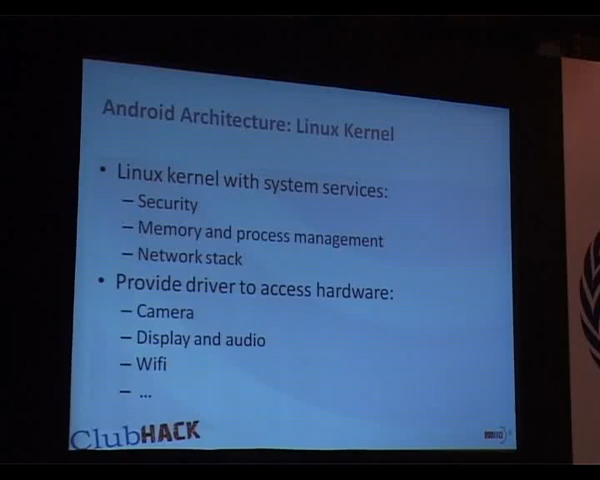 Android Architecture: Linux Kernel
• Linux kernel with system services:
– Security
– Memory and process management
– Network stack
• Provide driver to access hardware:
– Camera
– Display and audio
– Wifi
– ...
ClubHACK